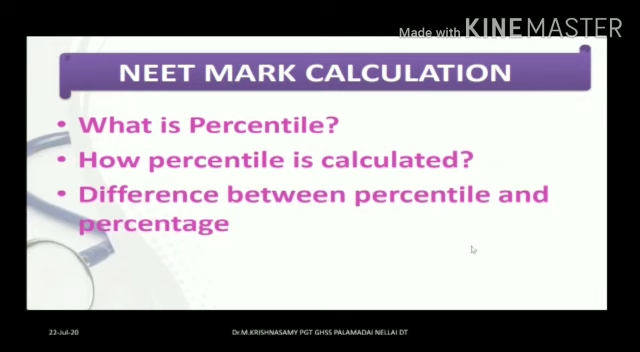 Made with KINEMASTER
NEET MARK CALCULATION
• What is Percentile?
• How percentile is calculated?
• Difference between percentile and
percentage
22-Jul-20
Dr.M.KRISHNASAMY PGT GHSS PALAMADAI NELLAI DT